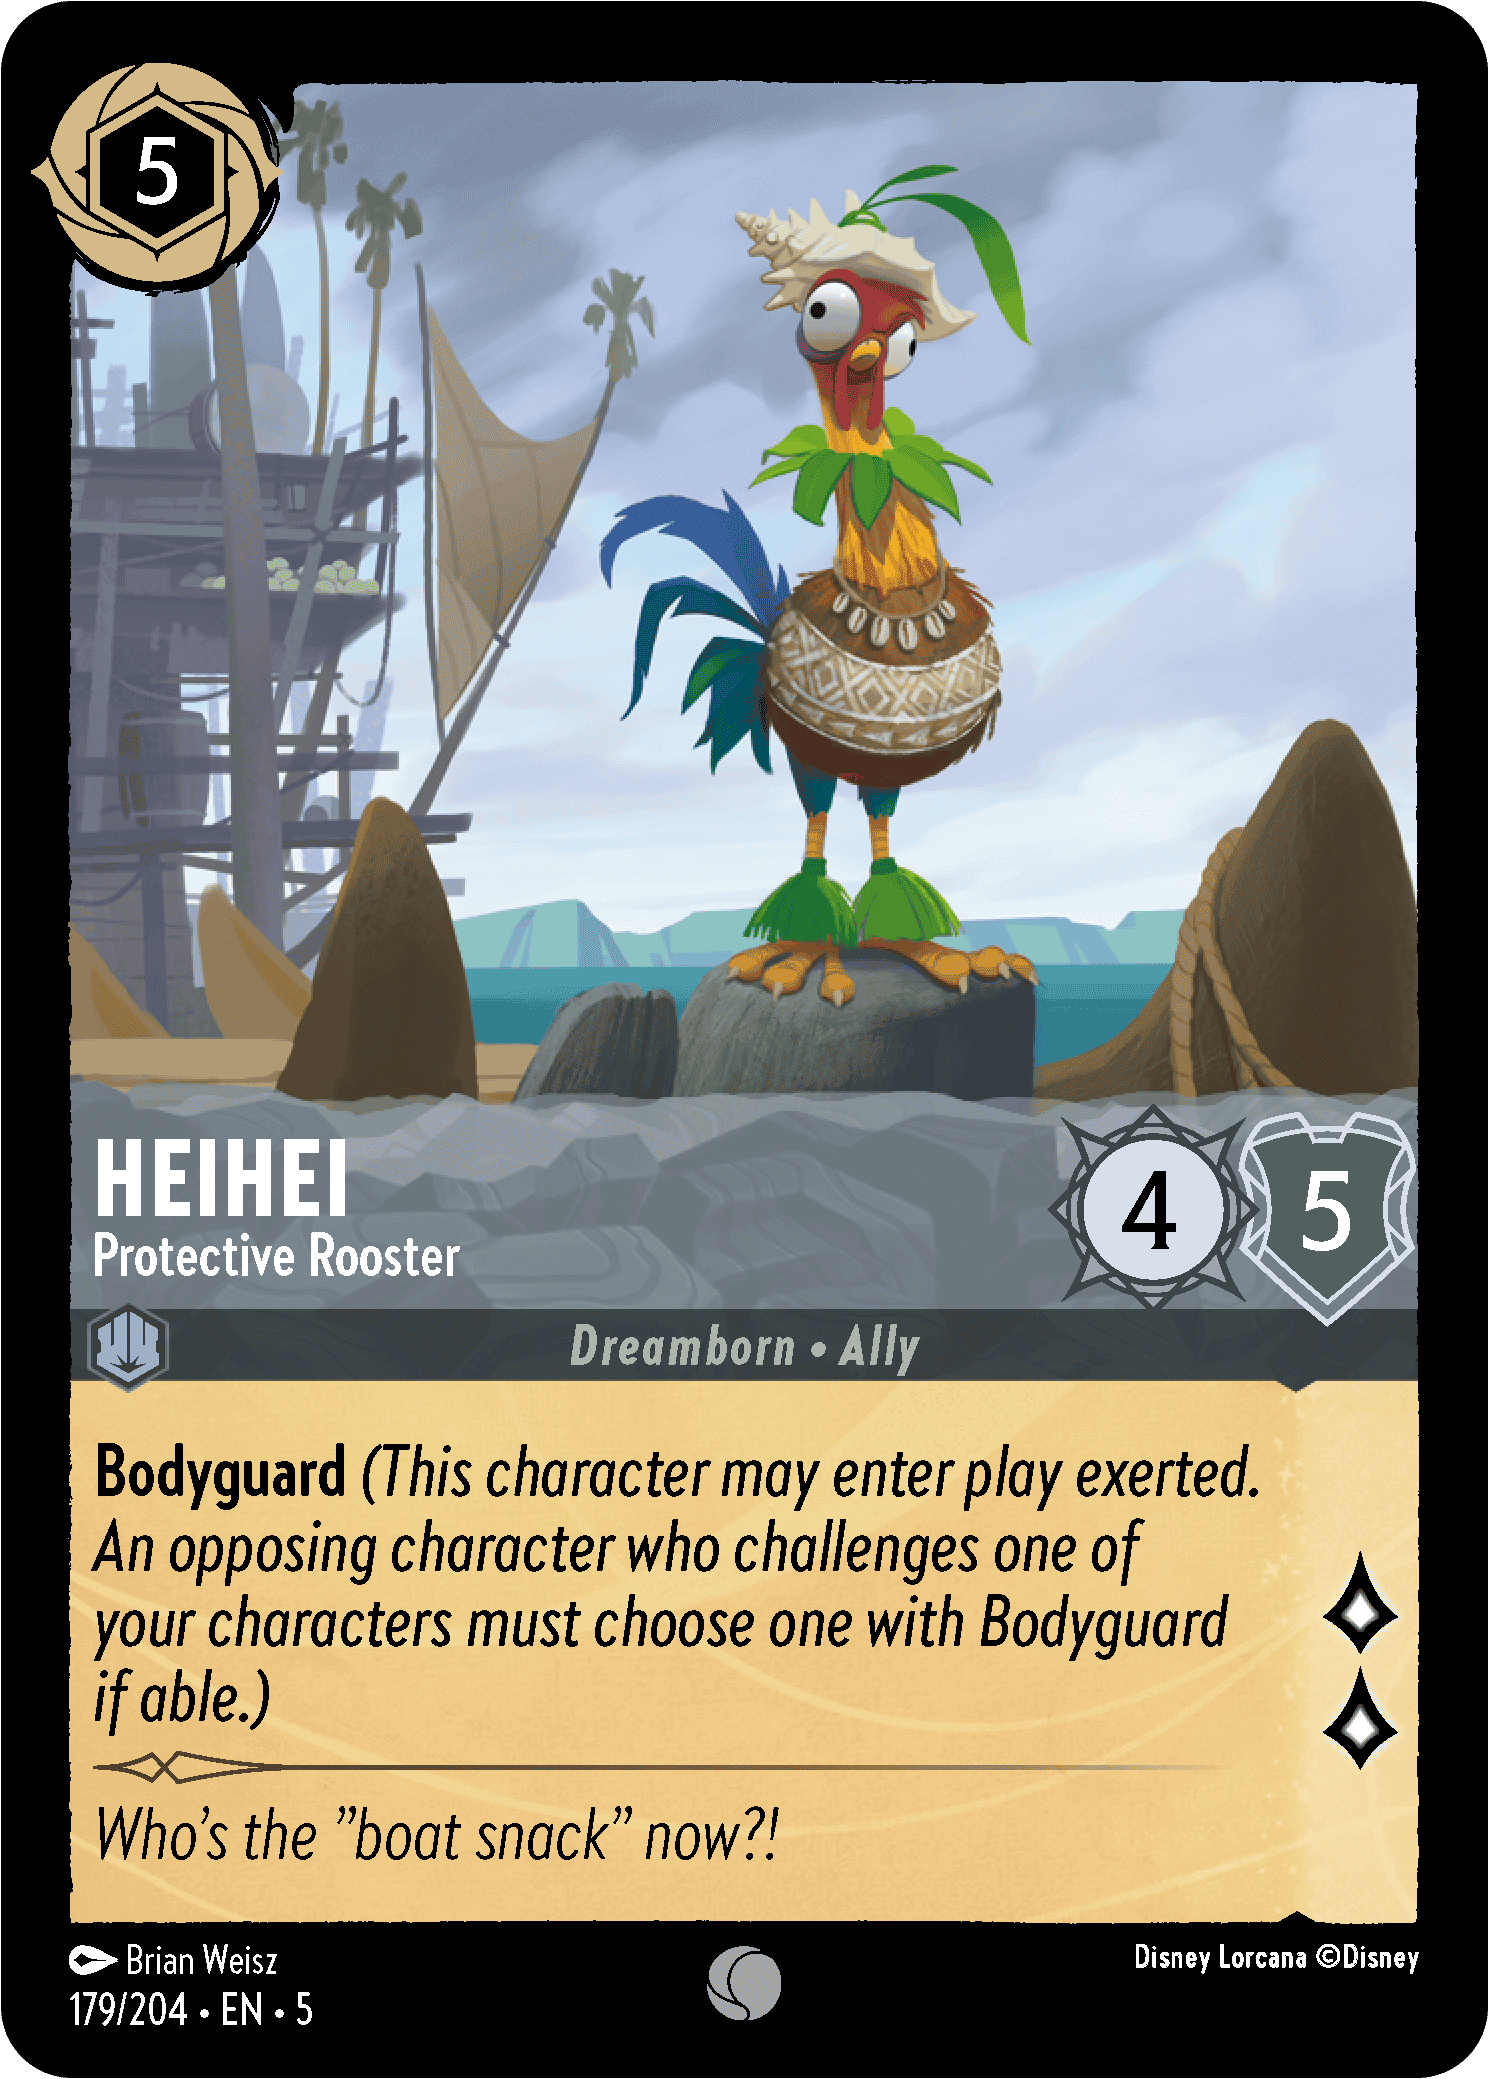 5
HEIHEI
Protective Rooster
4
5
Dreamborn • Ally
Bodyguard (This character may enter play exerted.
An opposing character who challenges one of
your characters must choose one with Bodyguard
if able.)
Who’s the ”boat snack” now?!
Brian Weisz
Disney Lorcana ©Disney
179/204 • EN • 5